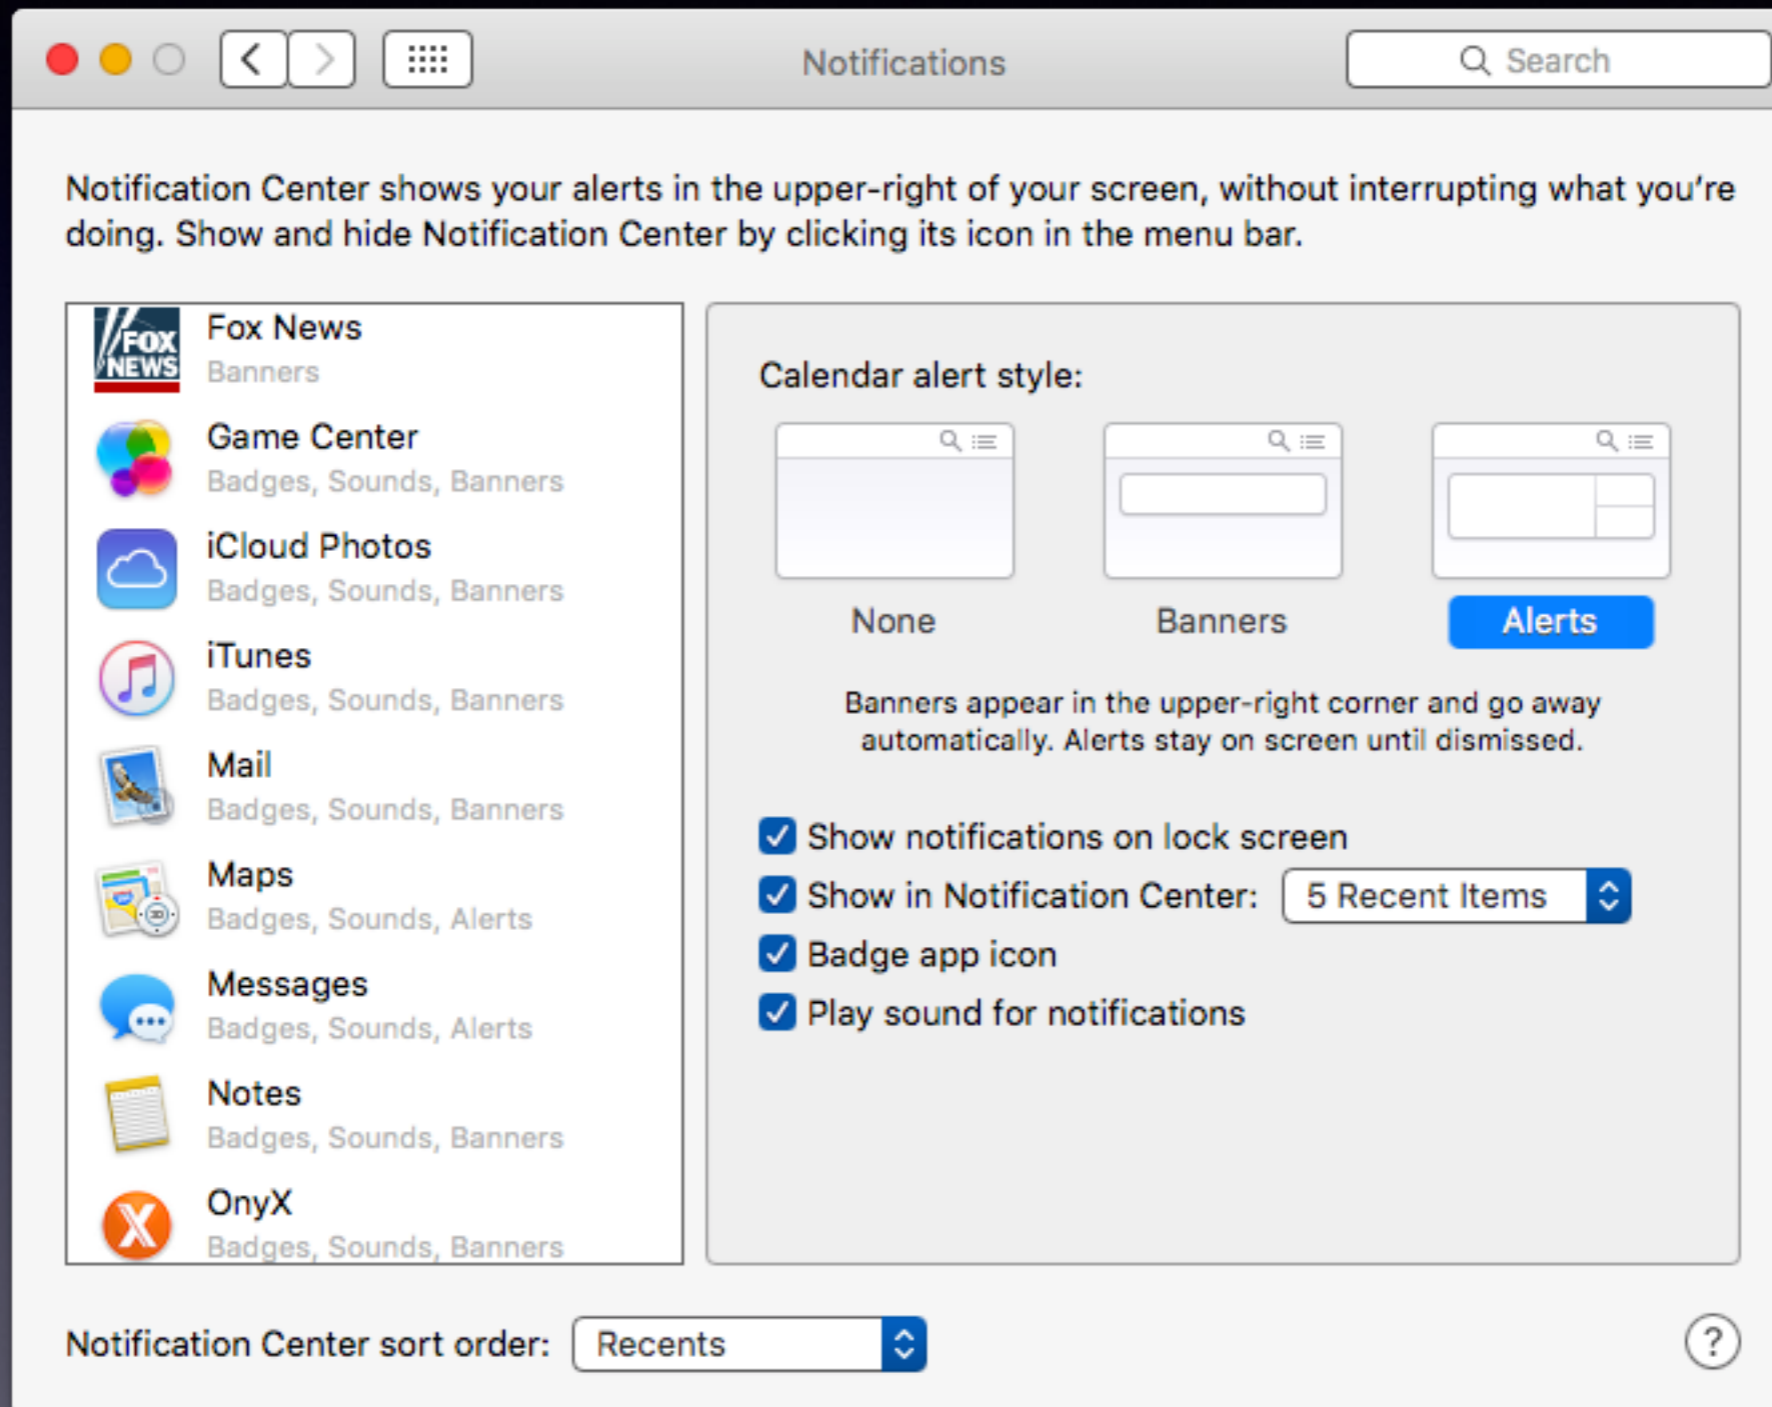 Notifications
Search
Notification Center shows your alerts in the upper-right of your screen, without interrupting what you’re
doing. Show and hide Notification Center by clicking its icon in the menu bar.
FOX
NEWS
Fox News
Banners
Game Center
Badges, Sounds, Banners
iCloud Photos
Badges, Sounds, Banners
iTunes
Badges, Sounds, Banners
Mail
Badges, Sounds, Banners
Maps
Badges, Sounds, Alerts
3D
Messages
Badges, Sounds, Alerts
Notes
Badges, Sounds, Banners
OnyX
Badges, Sounds, Banners
Calendar alert style:
None
Banners
Alerts
Banners appear in the upper-right corner and go away
automatically. Alerts stay on screen until dismissed.
Show notifications on lock screen
Show in Notification Center: 5 Recent Items
Badge app icon
Play sound for notifications
Notification Center sort order: Recents
?